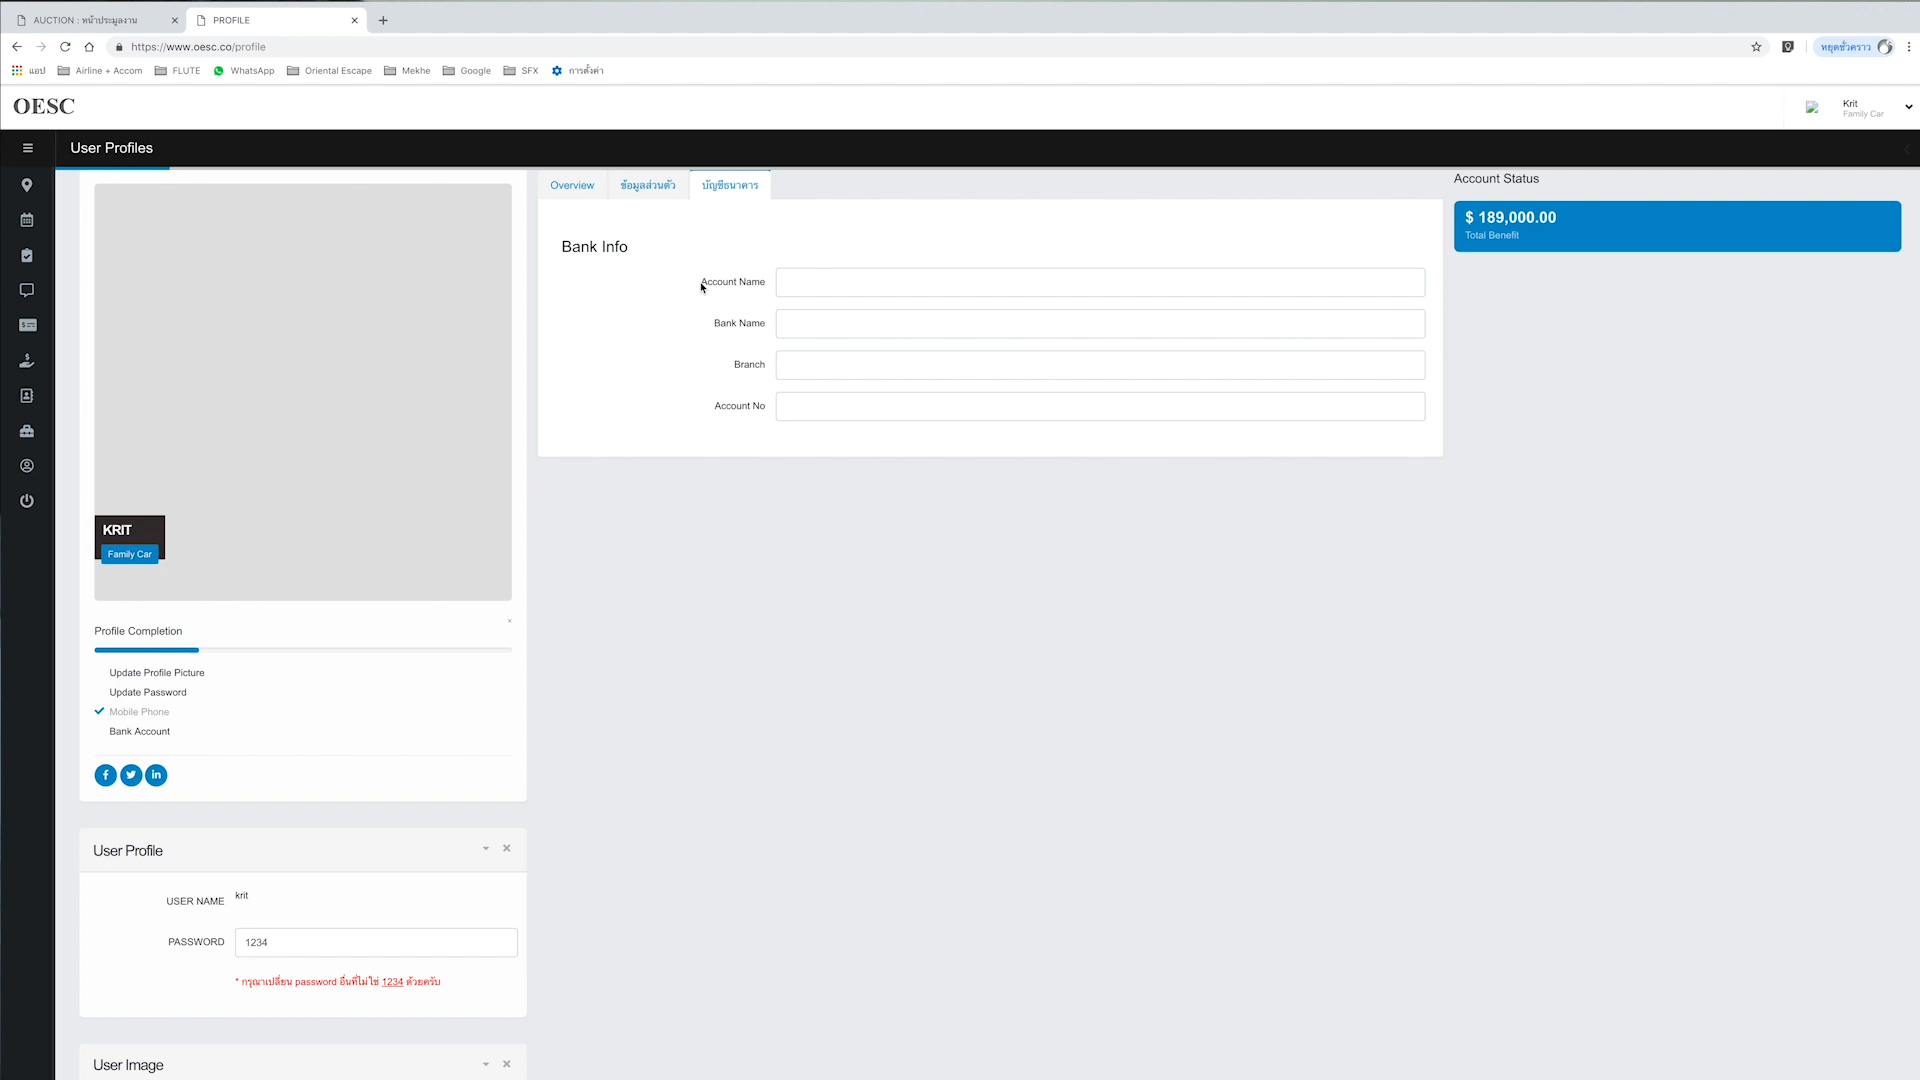 AUCTION : หน้าประมูลงาน
PROFILE
https://www.oesc.co/profile
หยุดชั่วคราว
แอป
Airline + Accom
FLUTE
WhatsApp
Oriental Escape
Mekhe
Google
SFX
การตั้งค่า
OESC
Krit
Family Car
User Profiles
Overview
ข้อมูลส่วนตัว
บัญชีธนาคาร
Account Status
$ 189,000.00
Total Benefit
Bank Info
Account Name
Bank Name
Branch
Account No
KRIT
Family Car
Profile Completion
Update Profile Picture
Update Password
Mobile Phone
Bank Account
User Profile
USER NAME krit
PASSWORD 1234
* กรุณาเปลี่ยน password อื่นที่ไม่ใช่ 1234 ด้วยครับ
User Image